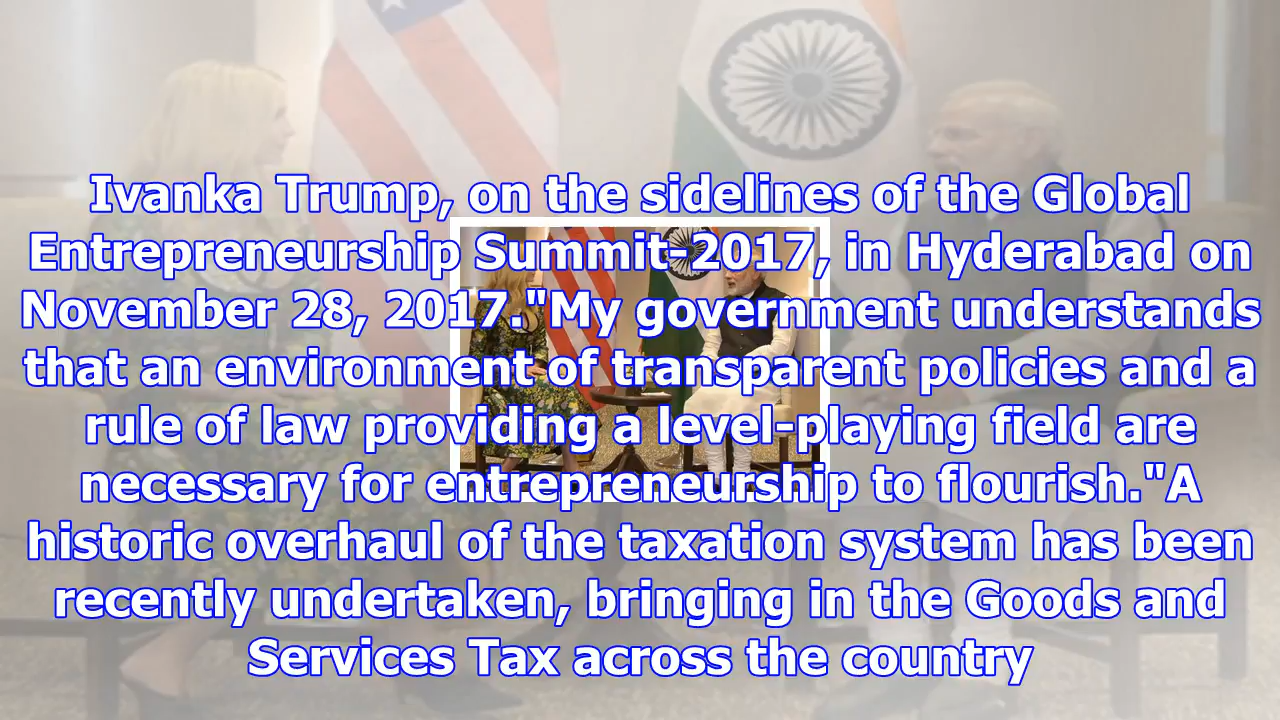 Ivanka Trump, on the sidelines of the Global
Entrepreneurship Summit-2017, in Hyderabad on
November 28, 2017."My government understands
that an environment of transparent policies and a
rule of law providing a level-playing field are
necessary for entrepreneurship to flourish."A
historic overhaul of the taxation system has been
recently undertaken, bringing in the Goods and
Services Tax across the country